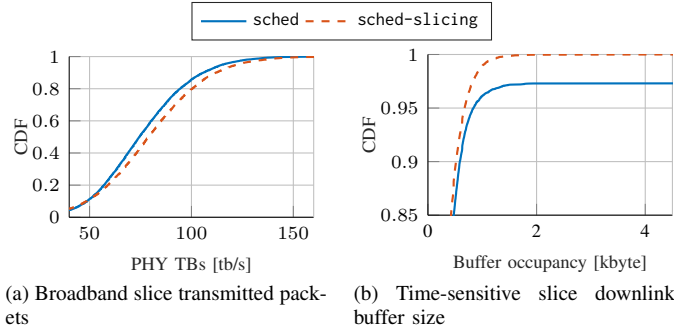 sched sched-slicing
1
0.8
0.6
0.4
0.2
0
CDF
50 100 150
PHY TBs [tb/s]
(a) Broadband slice transmitted pack-
ets
1
0.95
0.9
0.85
CDF
0 2 4
Buffer occupancy [kbyte]
(b) Time-sensitive slice downlink
buffer size